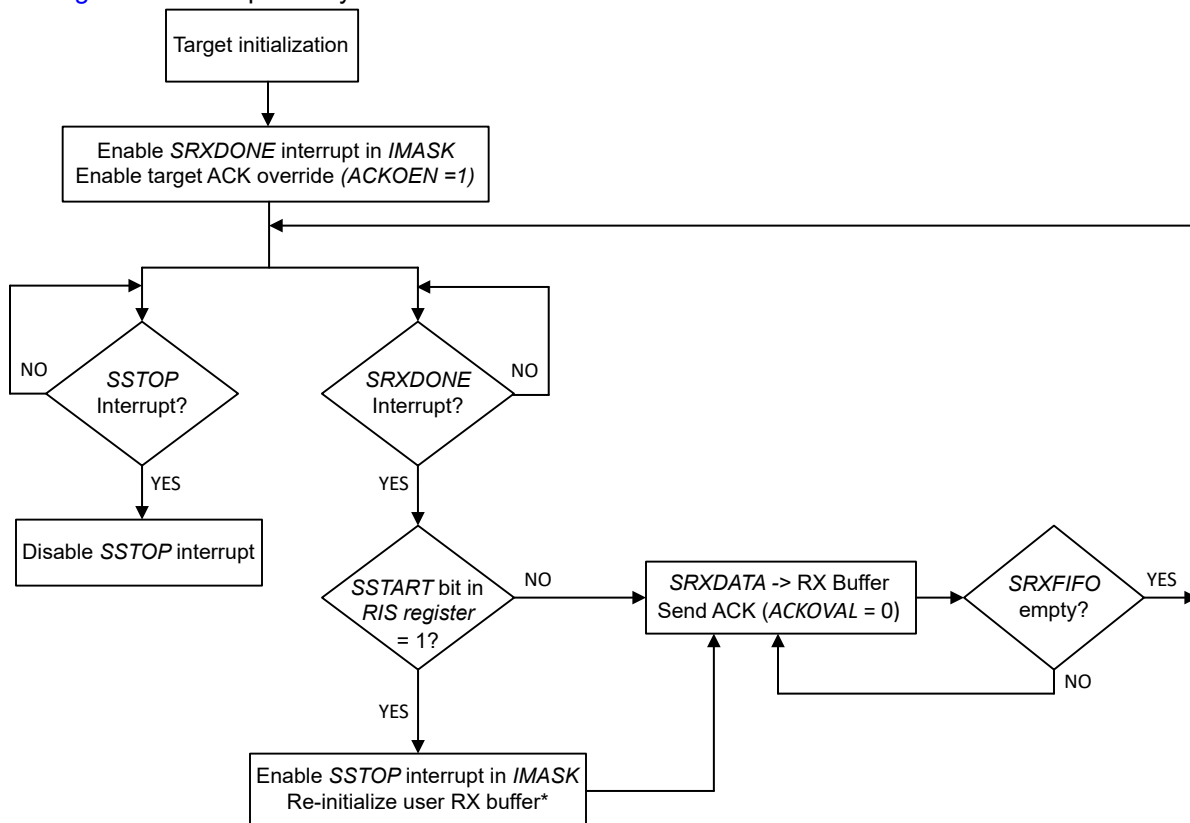 Target initialization
Enable SRXDONE interrupt in IMASK
Enable target ACK override (ACKOEN =1)
NO
SSTOP
Interrupt?
YES
Disable SSTOP interrupt
SRXDONE
Interrupt?
NO
YES
SSTART bit in
RIS register
= 1?
NO
YES
Enable SSTOP interrupt in IMASK
Re-initialize user RX buffer*
SRXDATA -> RX Buffer
Send ACK (ACKOVAL = 0)
SRXFIFO
empty?
YES
NO